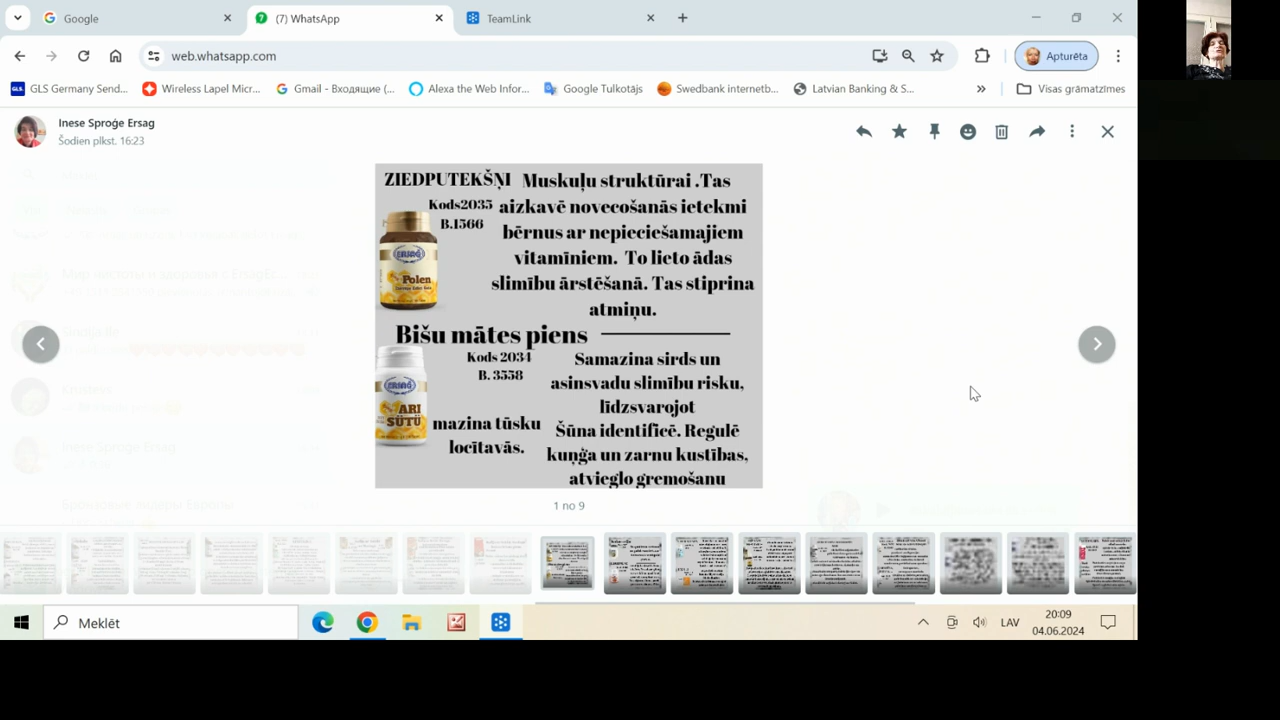 Google
(7) WhatsApp
TeamLink
web.whatsapp.com
Apturēta
GLS Germany Send...
Wireless Lapel Micr...
Gmail - Входящие (...
Alexa the Web Infor...
Google Tulkotājs
Swedbank internetb...
Latvian Banking & S...
Visas grāmatzīmes
Inese Sproģe Ersag
Šodien plkst. 16:23
ZIEDPUTEKŠŅI
Kods2035
B.1566
Muskuļu struktūrai .Tas
aizkavē novecošanās ietekmi
bērnus ar nepieciešamajiem
vitamīniem. To lieto ādas
slimību ārstēšanā. Tas stiprina
atmiņu.
ERSAĞ
Polen
Bišu mātes piens
Kods 2034
B. 3558
mazina tūsku
locītavās.
Samazina sirds un
asinsvadu slimību risku,
līdzsvarojot
Šūna identificē. Regulē
kuņģa un zarnu kustības,
atvieglo gremošanu
ERSAĞ
ARI
SÜTÜ
1 no 9
Meklēt
LAV
20:09
04.06.2024